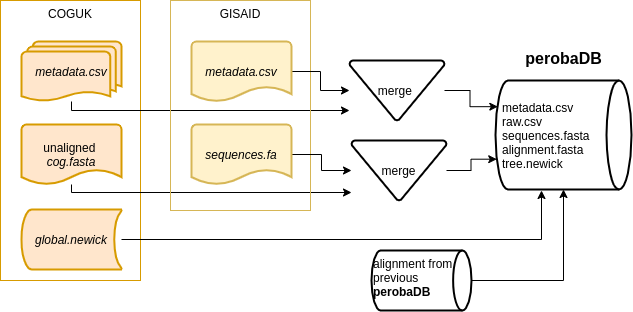 COGUK
GISAID
metadata.csv
metadata.csv
merge
perobaDB
metadata.csv
raw.csv
sequences.fasta
alignment.fasta
tree.newick
unaligned
cog.fasta
sequences.fa
merge
global.newick
alignment from
previous
perobaDB